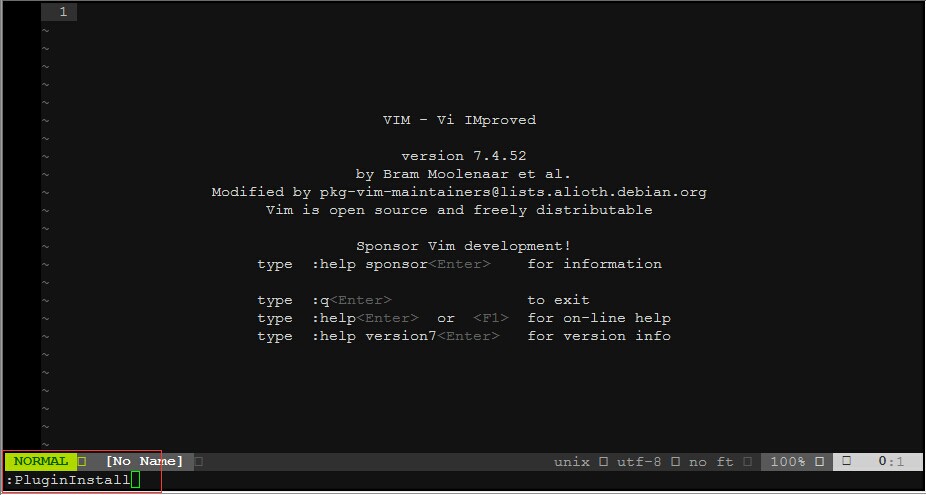 1
~
~
~
~
~
VIM - Vi IMproved
~
version 7.4.52
by Bram Moolenaar et al.
Modified by pkg-vim-maintainers@lists.alioth.debian.org
Vim is open source and freely distributable
~
Sponsor Vim development!
type :help sponsor<Enter> for information
~
type :q<Enter> to exit
type :help<Enter> or <F1> for on-line help
type :help version7<Enter> for version info
~
~
~
~
~
~
NORMAL [No Name] unix utf-8 no ft 100% 0:1
:PluginInstall